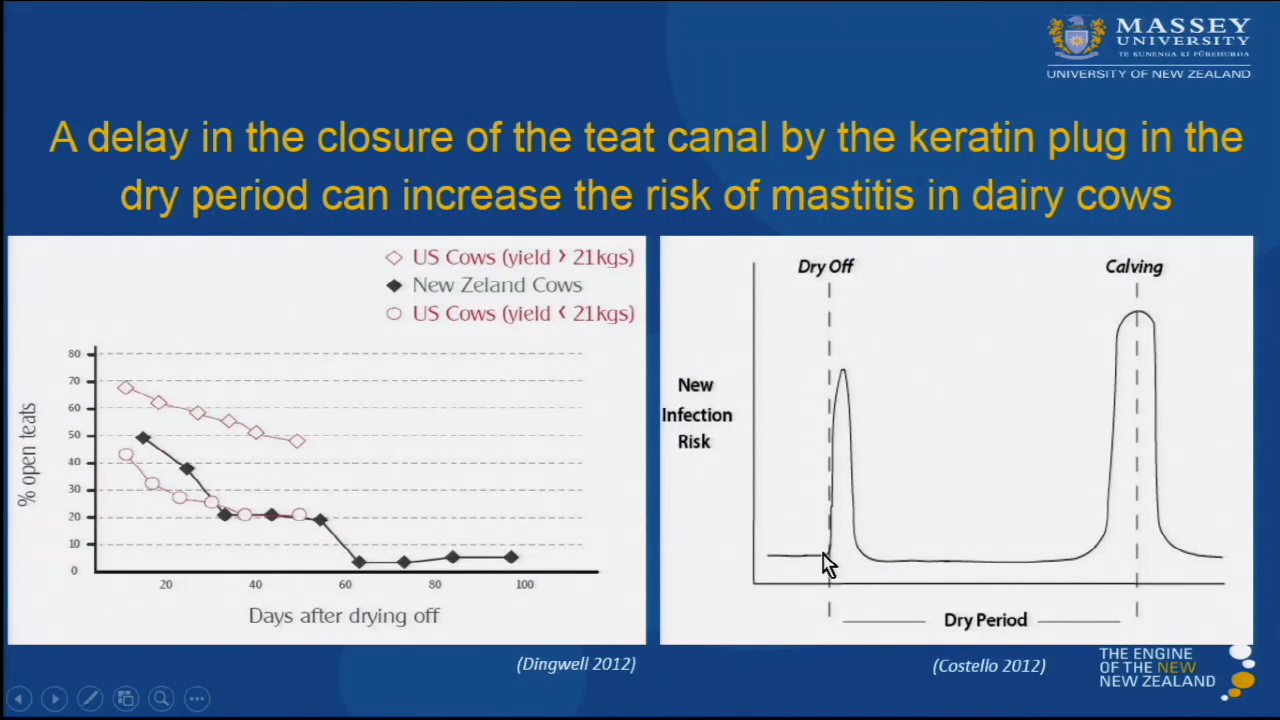 MASSEY
UNIVERSITY
TE KUNENGA KI PŪREHUROA
UNIVERSITY OF NEW ZEALAND
A delay in the closure of the teat canal by the keratin plug in the
dry period can increase the risk of mastitis in dairy cows
US Cows (yield > 21kgs)
New Zeland Cows
US Cows (yield < 21kgs)
% open teats
80
70
60
50
40
30
20
10
0
20 40 60 80 100
Days after drying off
(Dingwell 2012)
Dry Off Calving
New
Infection
Risk
Dry Period
(Costello 2012)
THE ENGINE
OF THE NEW
NEW ZEALAND